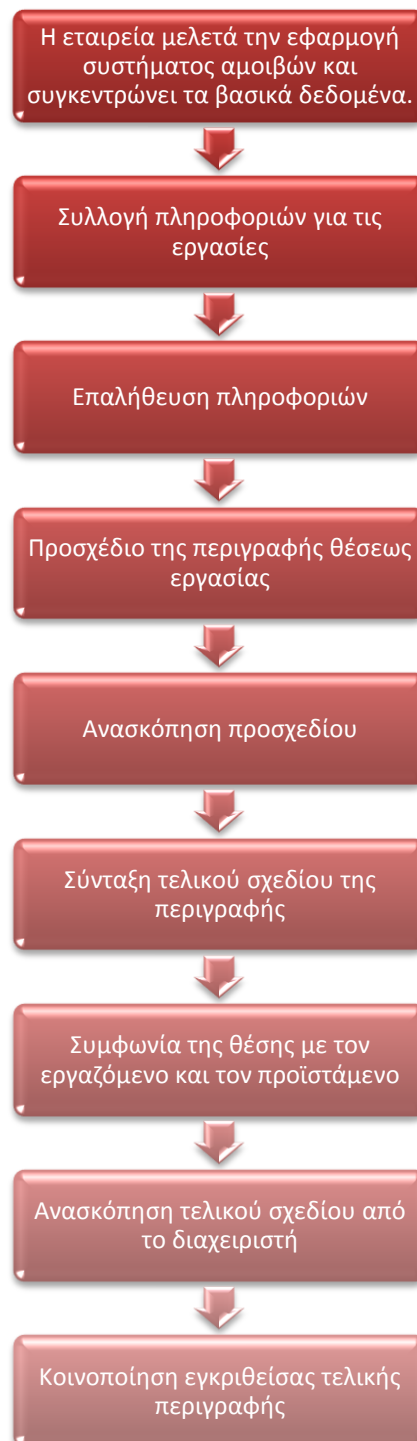 Η εταιρεία μελετά την εφαρμογή
συστήματος αμοιβών και
συγκεντρώνει τα βασικά δεδομένα.
Συλλογή πληροφοριών για τις
εργασίες
Επαλήθευση πληροφοριών
Προσχέδιο της περιγραφής θέσεως
εργασίας
Ανασκόπηση προσχεδίου
Σύνταξη τελικού σχεδίου της
περιγραφής
Συμφωνία της θέσης με τον
εργαζόμενο και τον προϊστάμενο
Ανασκόπηση τελικού σχεδίου από
το διαχειριστή
Κοινοποίηση εγκριθείσας τελικής
περιγραφής